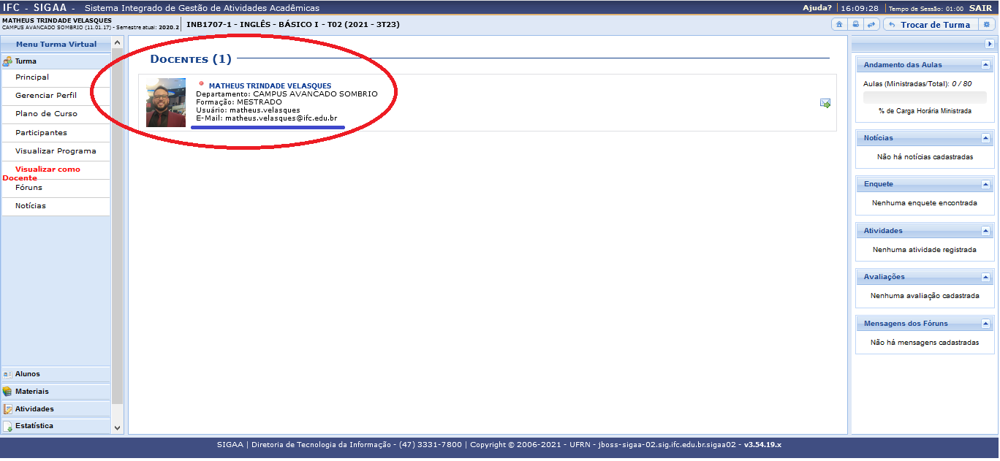 IFC - SIGAA - Sistema Integrado de Gestão de Atividades Acadêmicas
Ajuda? 16:09:28 Tempo de Sessão: 01:00 SAIR
MATHEUS TRINDADE VELASQUES
CAMPUS AVANCADO SOMBRIO (11.01.17) - Semestre atual: 2020.2
INB1707-1 - INGLÊS - BÁSICO I - T02 (2021 - 3T23)
Trocar de Turma
Menu Turma Virtual
Turma
Principal
Gerenciar Perfil
Plano de Curso
Participantes
Visualizar Programa
Visualizar como
Docente
Fóruns
Notícias
Alunos
Materiais
Atividades
Estatística
DOCENTES (1)
MATHEUS TRINDADE VELASQUES
Departamento: CAMPUS AVANCADO SOMBRIO
Formação: MESTRADO
Usuário: matheus.velasques
E-Mail: matheus.velasques@ifc.edu.br
Andamento das Aulas
Aulas (Ministradas/Total): 0 / 80
% de Carga Horária Ministrada
Notícias
Não há notícias cadastradas
Enquete
Nenhuma enquete encontrada
Atividades
Nenhuma atividade registrada
Avaliações
Nenhuma avaliação cadastrada
Mensagens dos Fóruns
Não há mensagens cadastradas
SIGAA | Diretoria de Tecnologia da Informação - (47) 3331-7800 | Copyright © 2006-2021 - UFRN - jboss-sigaa-02.sig.ifc.edu.br.sigaa02 - v3.54.19.x